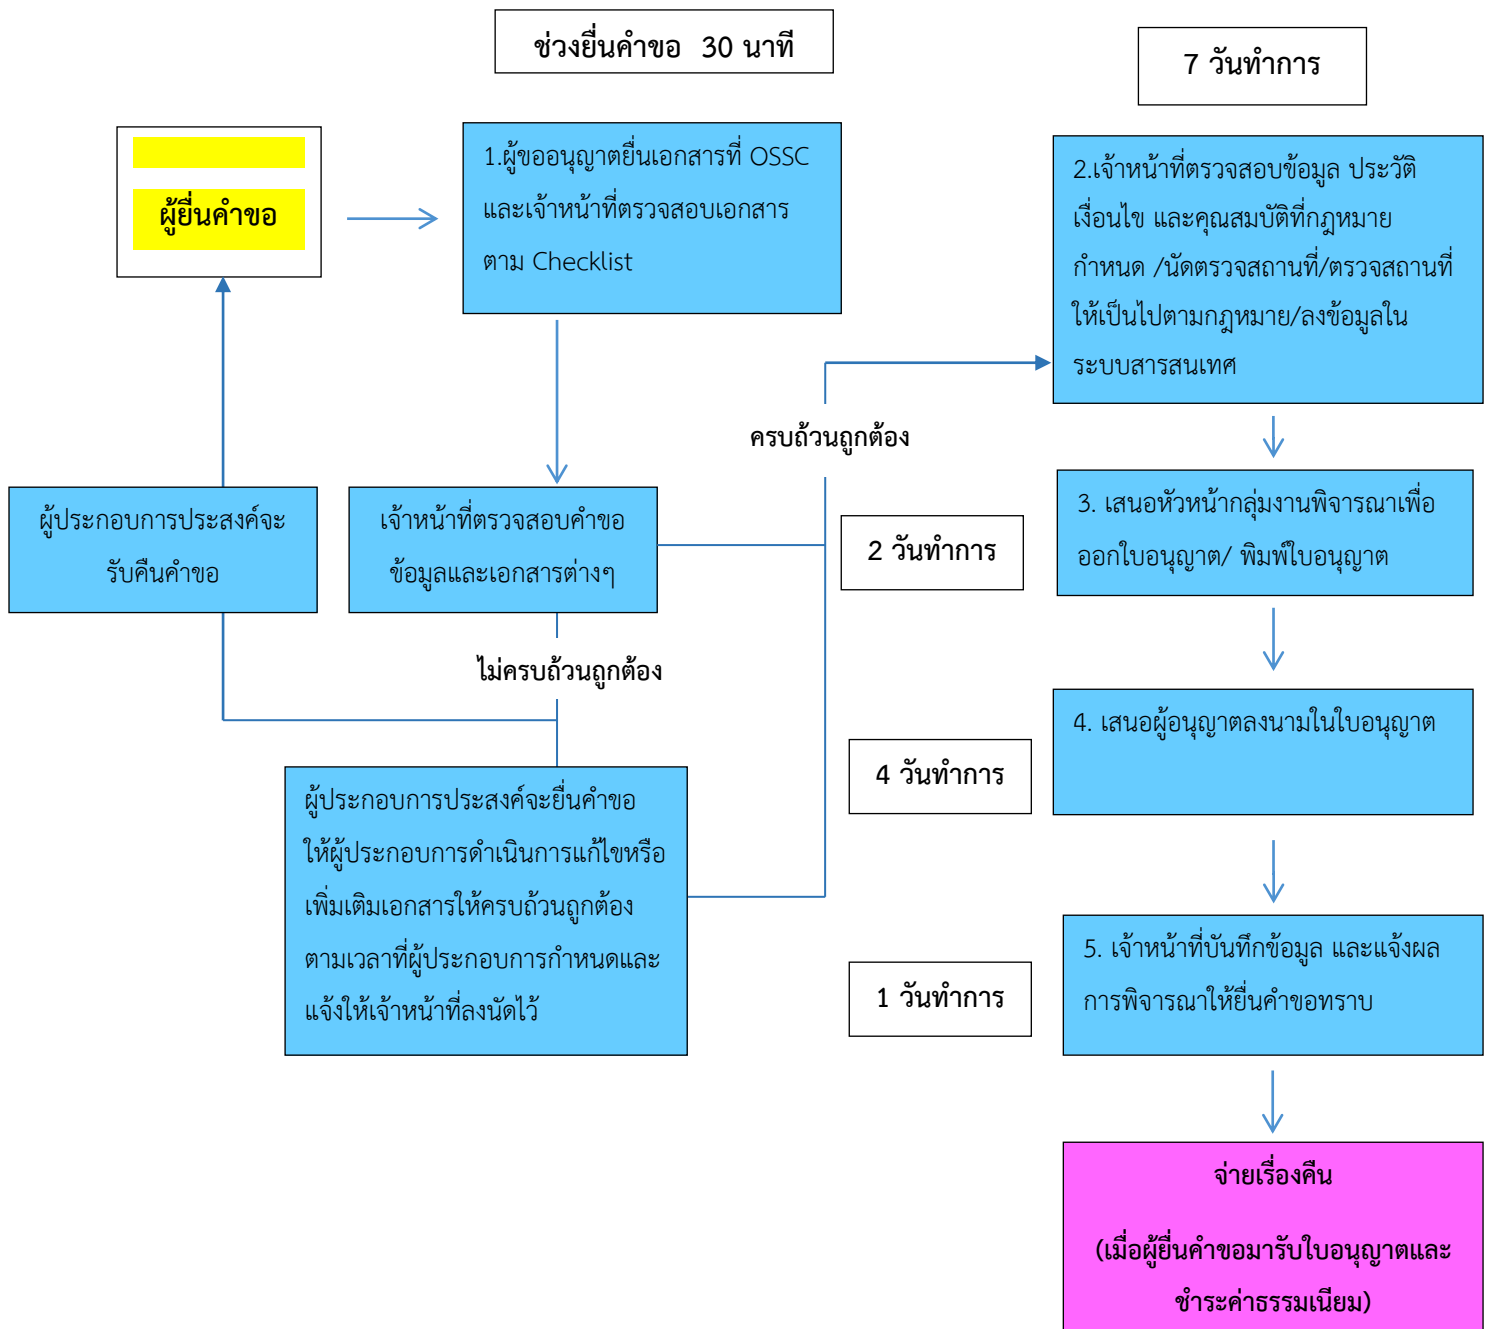 ช่วงยื่นคำขอ 30 นาที
7 วันทำการ
ผู้ยื่นคำขอ
1.ผู้ขออนุญาตยื่นเอกสารที่ OSSC
และเจ้าหน้าที่ตรวจสอบเอกสาร
ตาม Checklist
2.เจ้าหน้าที่ตรวจสอบข้อมูล ประวัติ
เงื่อนไข และคุณสมบัติที่กฎหมาย
กำหนด /นัดตรวจสถานที่/ตรวจสถานที่
ให้เป็นไปตามกฎหมาย/ลงข้อมูลใน
ระบบสารสนเทศ
ครบถ้วนถูกต้อง
ผู้ประกอบการประสงค์จะ
รับคืนคำขอ
เจ้าหน้าที่ตรวจสอบคำขอ
ข้อมูลและเอกสารต่างๆ
2 วันทำการ
3. เสนอหัวหน้ากลุ่มงานพิจารณาเพื่อ
ออกใบอนุญาต/ พิมพ์ใบอนุญาต
ไม่ครบถ้วนถูกต้อง
4 วันทำการ
4. เสนอผู้อนุญาตลงนามในใบอนุญาต
ผู้ประกอบการประสงค์จะยื่นคำขอ
ให้ผู้ประกอบการดำเนินการแก้ไขหรือ
เพิ่มเติมเอกสารให้ครบถ้วนถูกต้อง
ตามเวลาที่ผู้ประกอบการกำหนดและ
แจ้งให้เจ้าหน้าที่ลงนัดไว้
1 วันทำการ
5. เจ้าหน้าที่บันทึกข้อมูล และแจ้งผล
การพิจารณาให้ยื่นคำขอทราบ
จ่ายเรื่องคืน
(เมื่อผู้ยื่นคำขอมารับใบอนุญาตและ
ชำระค่าธรรมเนียม)